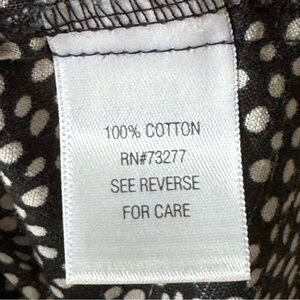 100% COTTON
RN#73277
SEE REVERSE
FOR CARE